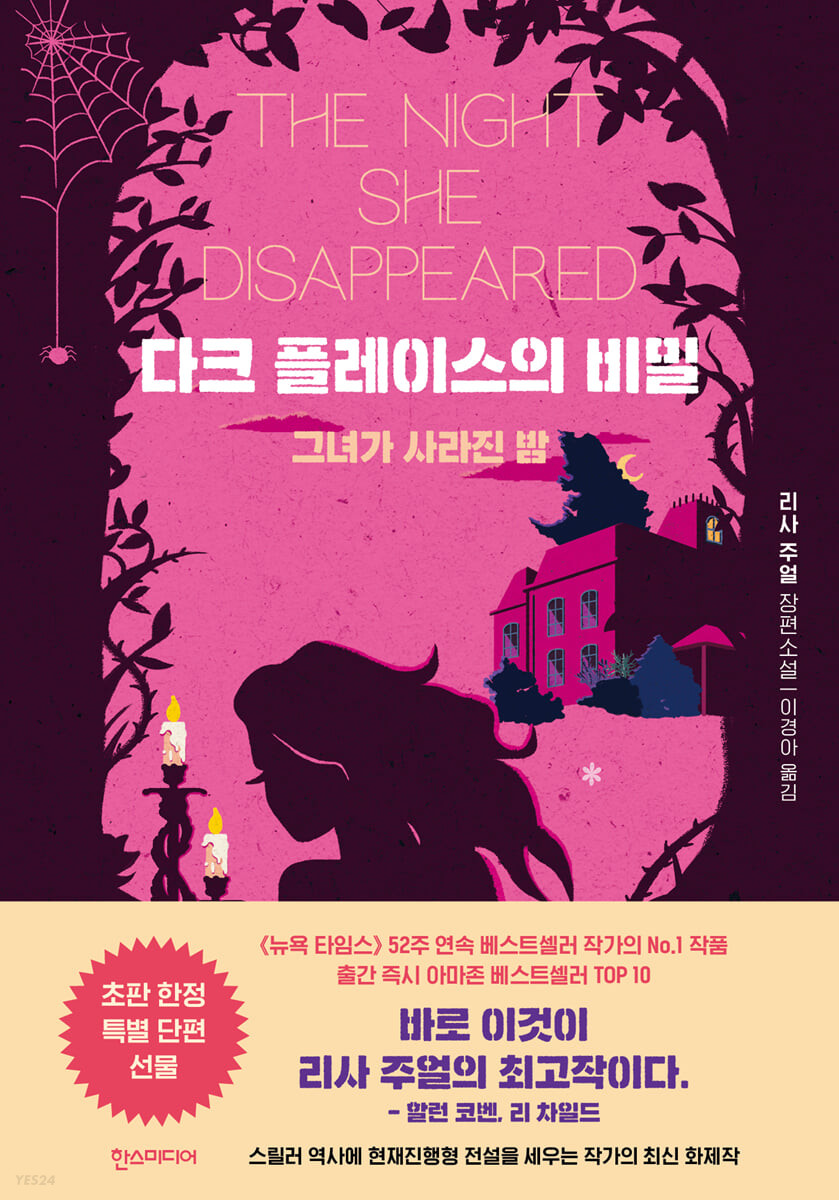 THE NIGHT
SHE
DISAPPEARED
다크 플레이스의 비밀
그녀가 사라진 밤
리사 주얼 장편소설 | 이경아 옮김
초판 한정
특별 단편
선물
《뉴욕 타임스》 52주 연속 베스트셀러 작가의 No.1 작품
출간 즉시 아마존 베스트셀러 TOP 10
바로 이것이
리사 주얼의 최고작이다.
- 할런 코벤, 리 차일드
한스미디어
스릴러 역사에 현재진행형 전설을 세우는 작가의 최신 화제작
YES24